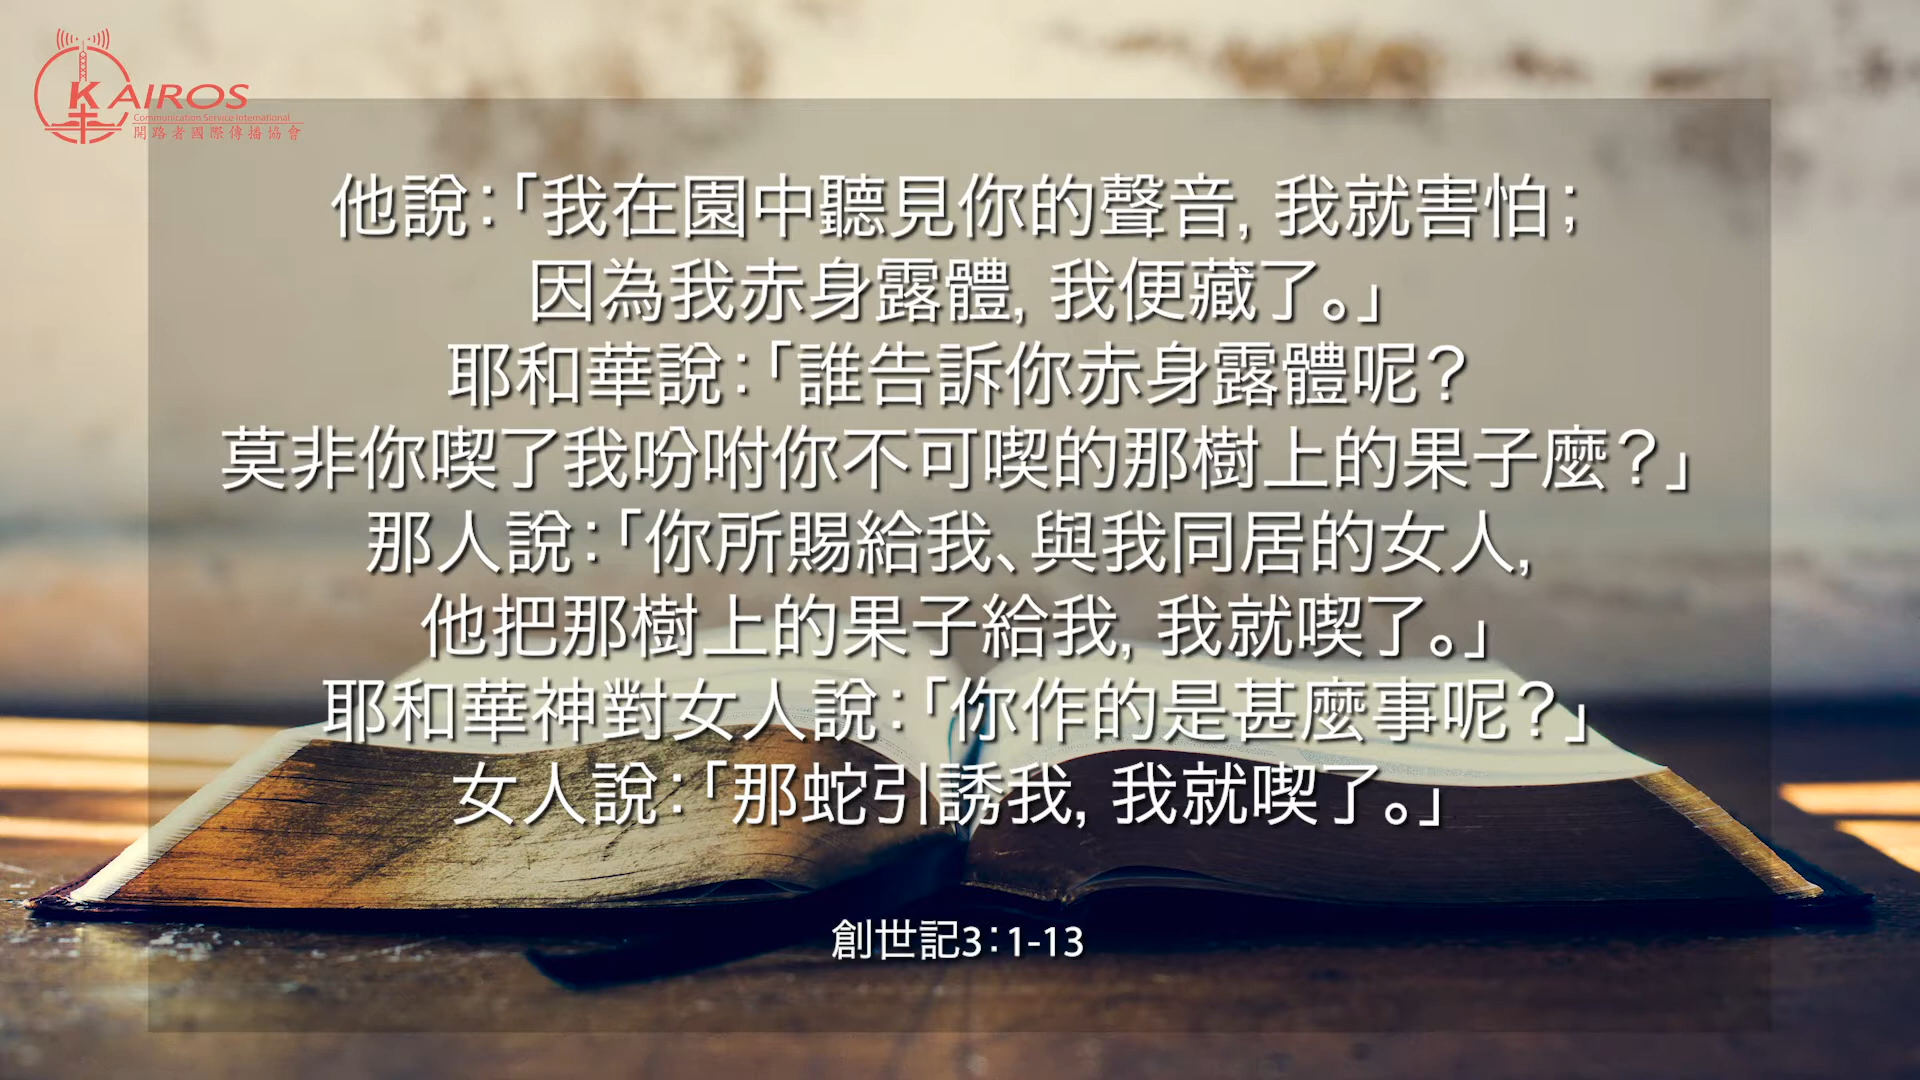 KAIROS
Communication Service International
開路者國際傳播協會
他說：「我在園中聽見你的聲音, 我就害怕；
因為我赤身露體, 我便藏了。」
耶和華說：「誰告訴你赤身露體呢？
莫非你喫了我吩咐你不可喫的那樹上的果子麼？」
那人說：「你所賜給我、與我同居的女人,
他把那樹上的果子給我, 我就喫了。」
耶和華神對女人說：「你作的是甚麼事呢？」
女人說：「那蛇引誘我, 我就喫了。」
創世記3：1-13